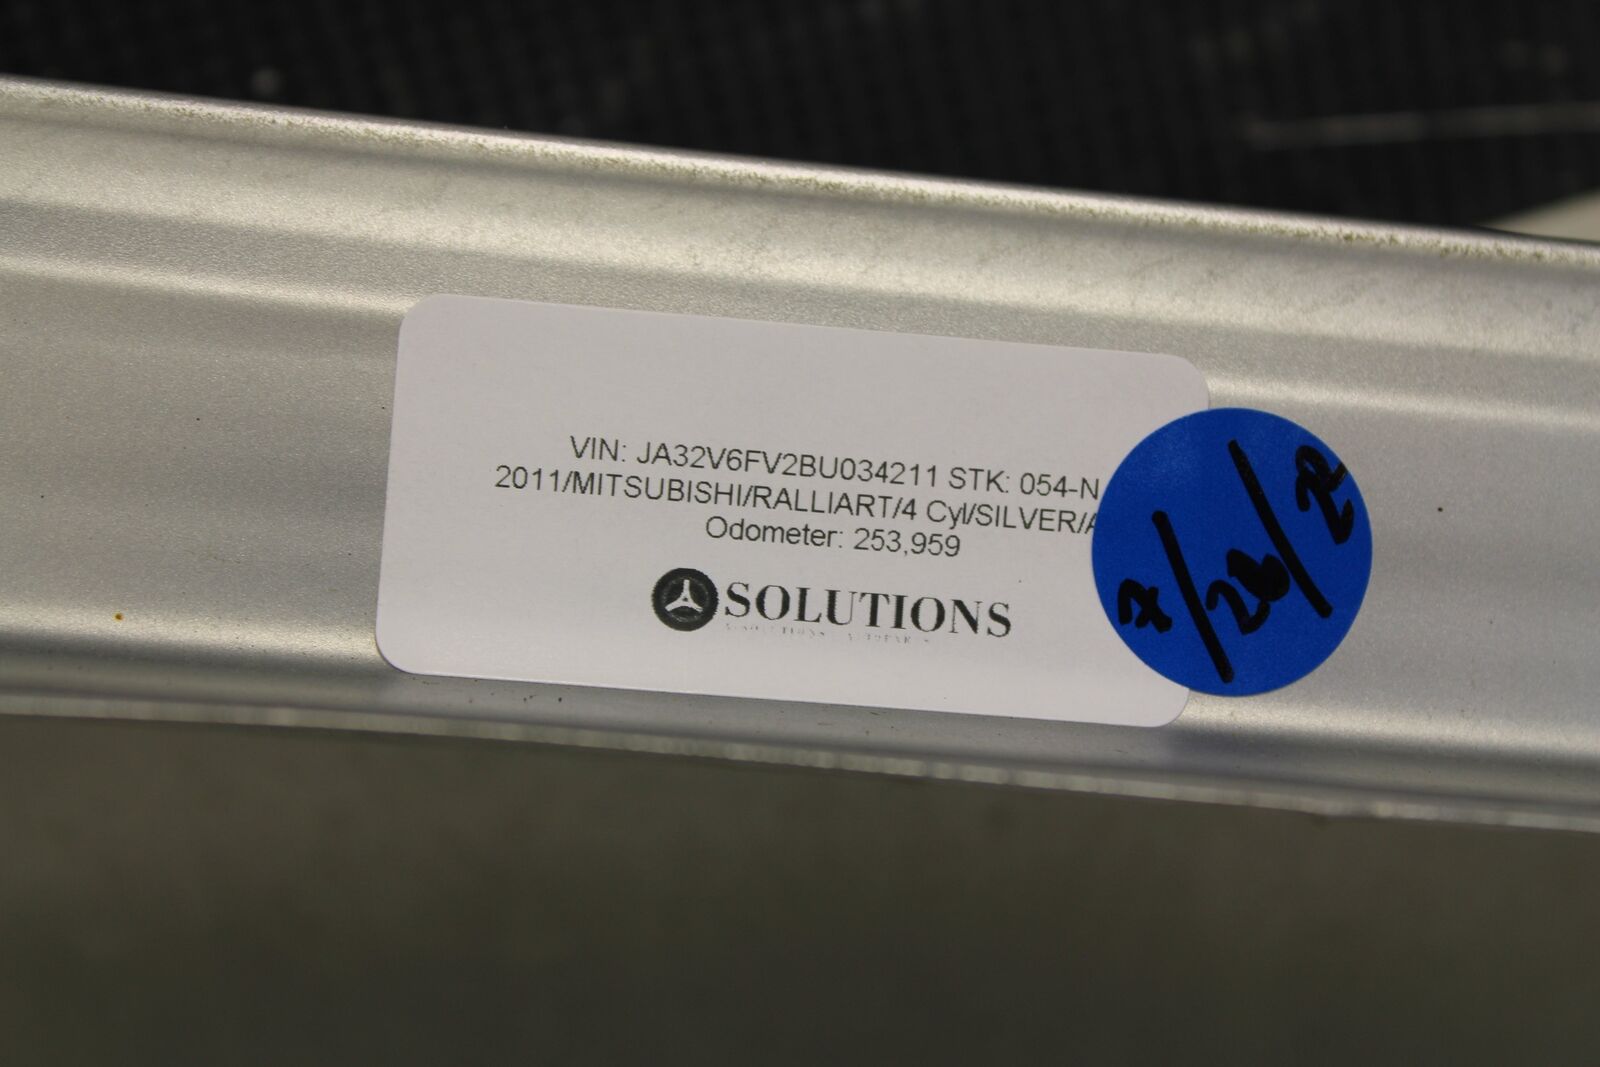 VIN: JA32V6FV2BU034211 STK: 054-N
2011/MITSUBISHI/RALLIART/4 Cyl/SILVER/A
Odometer: 253,959
SOLUTIONS